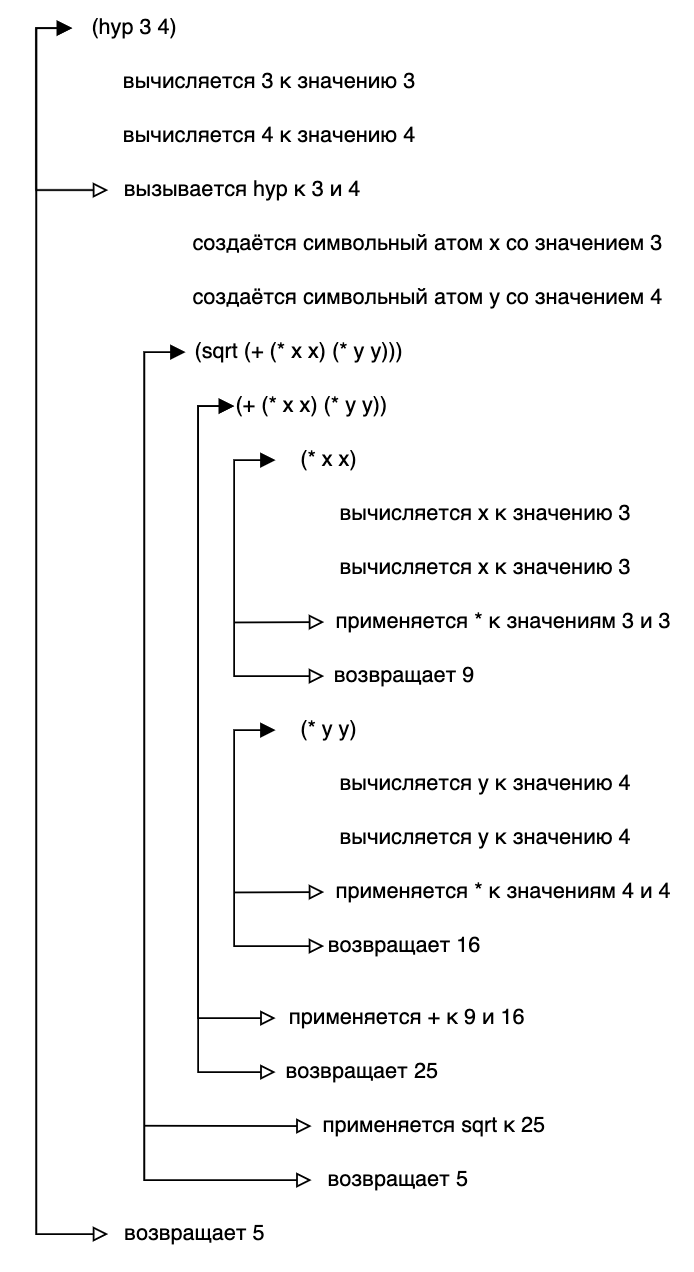 (hyp 3 4)
вычисляется 3 к значению 3
вычисляется 4 к значению 4
вызывается hyp к 3 и 4
создаётся символьный атом x со значением 3
создаётся символьный атом y со значением 4
(sqrt (+ (* x x) (* y y)))
(+ (* x x) (* y y))
(* x x)
вычисляется x к значению 3
вычисляется x к значению 3
применяется * к значениям 3 и 3
возвращает 9
(* y y)
вычисляется y к значению 4
вычисляется y к значению 4
применяется * к значениям 4 и 4
возвращает 16
применяется + к 9 и 16
возвращает 25
применяется sqrt к 25
возвращает 5
возвращает 5